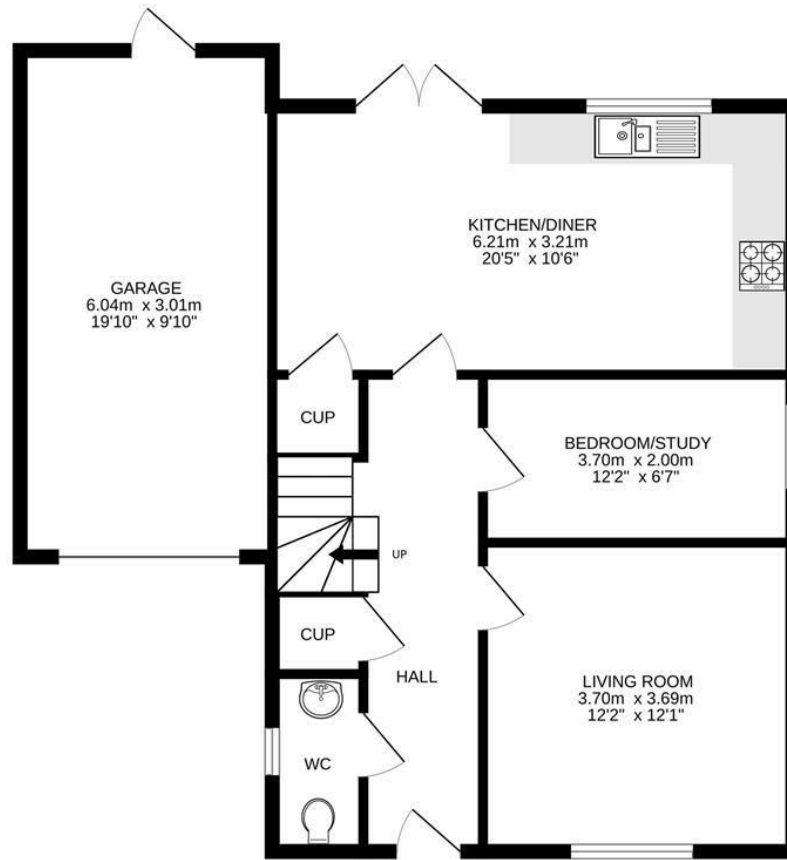 KITCHEN/DINER
6.21m x 3.21m
20'5" x 10'6"
GARAGE
6.04m x 3.01m
19'10" x 9'10"
CUP
BEDROOM/STUDY
3.70m x 2.00m
12'2" x 6'7"
UP
CUP
HALL
LIVING ROOM
3.70m x 3.69m
12'2" x 12'1"
WC